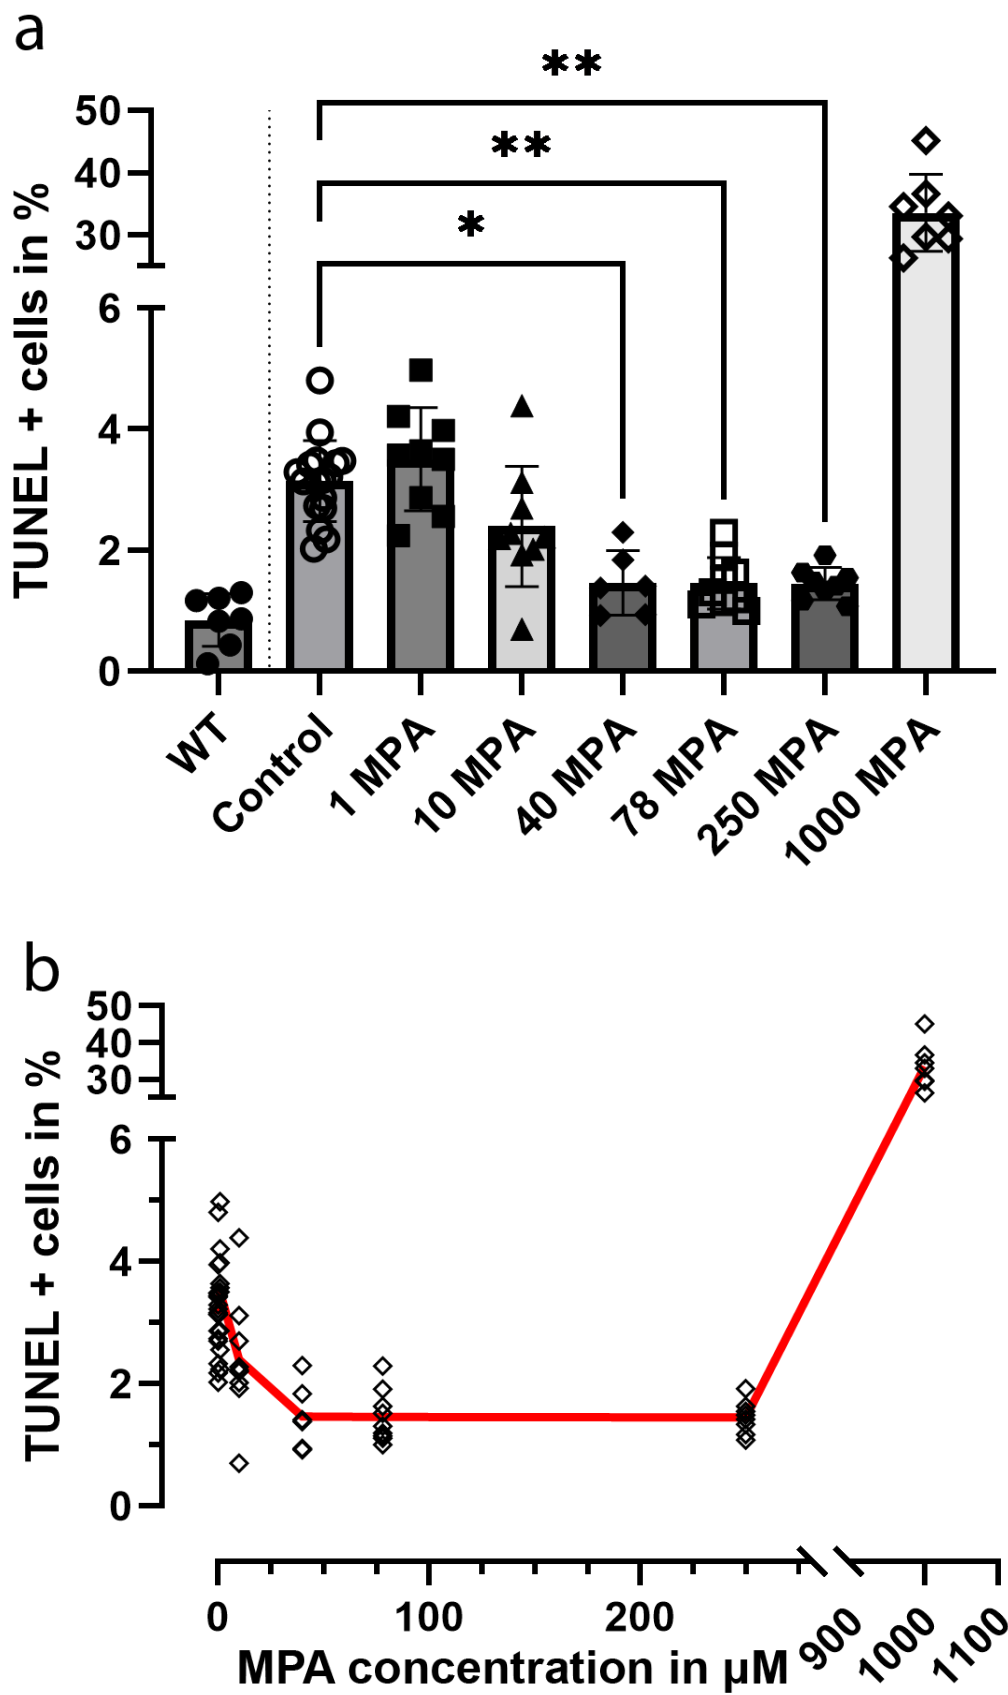 a
**
50
**
40
*
30
6
4
2
0
TUNEL + cells in %
WT
Control
1 MPA
10 MPA
40 MPA
78 MPA
250 MPA
1000 MPA
b
50
40
30
6
4
2
0
TUNEL + cells in %
0
100
200
900
1000
1100
MPA concentration in µM